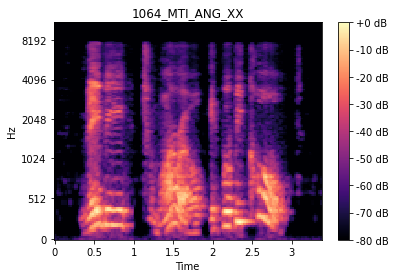 1064_MTI_ANG_XX
+0 dB
8192
-10 dB
4096
-20 dB
-30 dB
2048
Hz
-40 dB
1024
-50 dB
512
-60 dB
-70 dB
0
-80 dB
0 0.5 1 1.5 2 2.5 3
Time